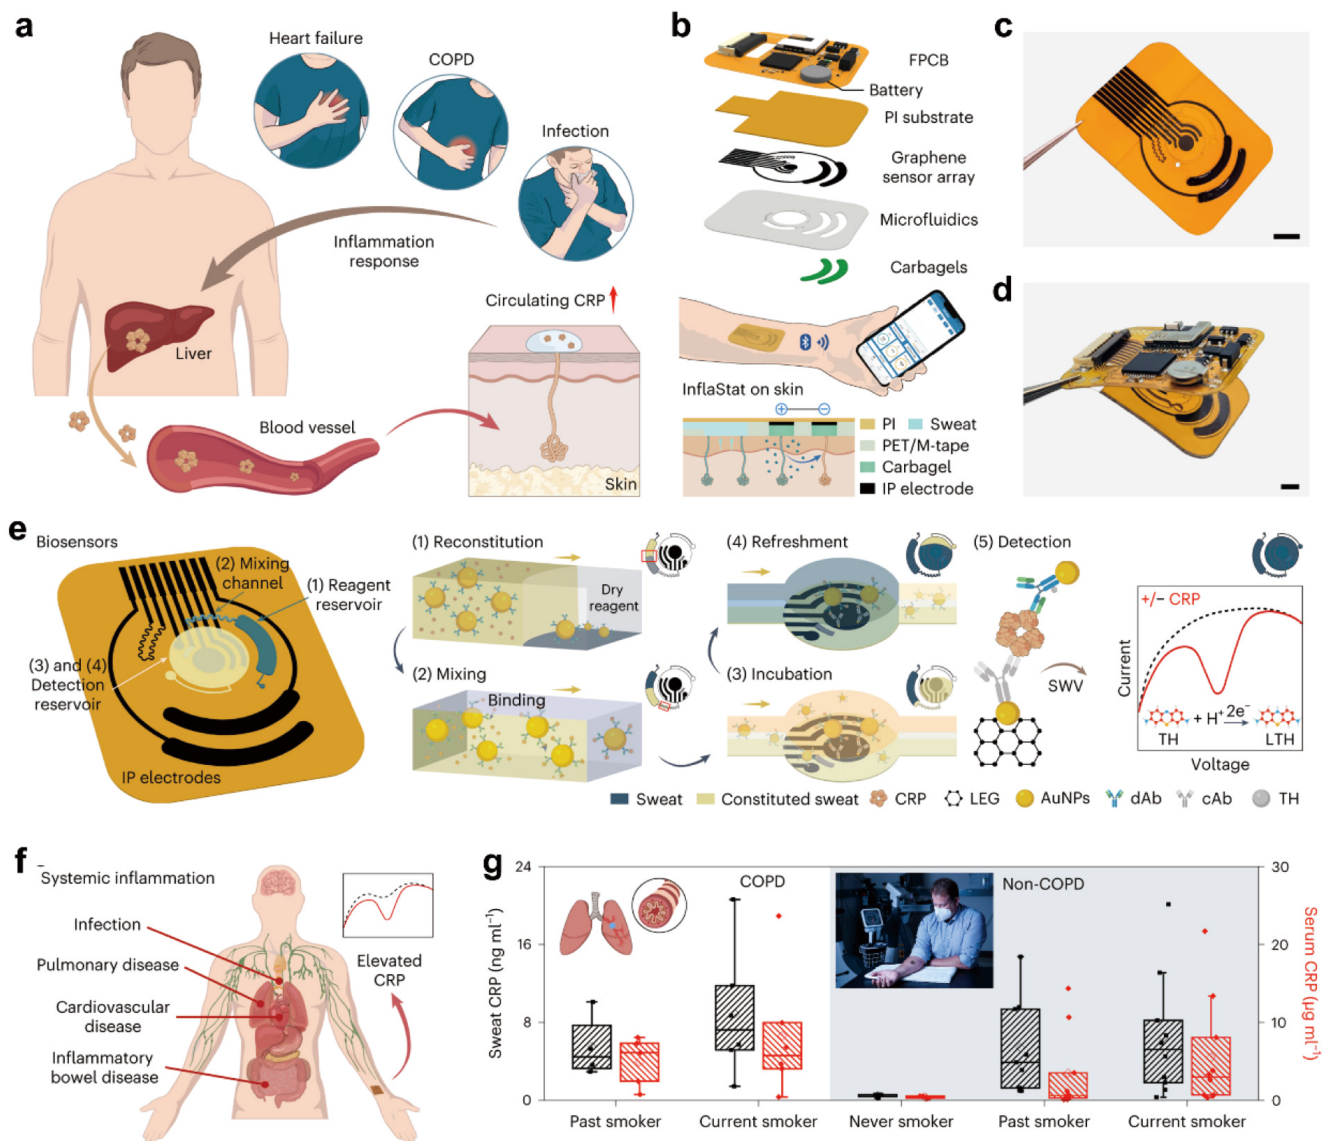 a
Heart failure
COPD
Infection
Inflammation
response
Liver
Circulating CRP
Blood vessel
Skin
b
FPCB
Battery
PI substrate
Graphene
sensor array
Microfluidics
Carbagels
InflaStat on skin
+ −
PI
Sweat
PET/M-tape
Carbagel
IP electrode
c
d
e
Biosensors
(2) Mixing
channel
(1) Reagent
reservoir
(3) and (4)
Detection
reservoir
IP electrodes
(1) Reconstitution
Dry
reagent
(2) Mixing
Binding
(4) Refreshment
(3) Incubation
(5) Detection
SWV
+/− CRP
Current
TH + H⁺ 2e⁻ LTH
Voltage
Sweat
Constituted sweat
CRP
LEG
AuNPs
dAb
cAb
TH
f
Systemic inflammation
Infection
Pulmonary disease
Cardiovascular
disease
Inflammatory
bowel disease
Elevated
CRP
g
COPD
Non-COPD
Sweat CRP (ng ml⁻¹)
24
16
8
0
30
20
10
0
Serum CRP (μg ml⁻¹)
Past smoker
Current smoker
Never smoker
Past smoker
Current smoker